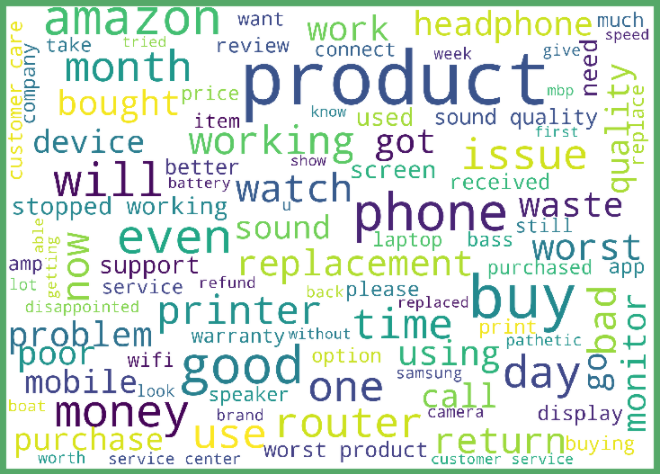 amazon
want
work
headphone
much
take
tried
review
connect
week
give
speed
customer care
company
month
product
need
mbp
bought
price
know
used
sound quality
first
quality
replace
item
device
working
got
issue
show
screen
received
will
better
battery
watch
u
phone
waste
stopped working
still
even
sound
laptop
bass
worst
able
getting
now
amp
support
replacement
purchased
app
lot
service
refund
back
please
replaced
buy
disappointed
printer
time
print
pathetic
bad
monitor
problem
warranty
without
poor
wifi
good
option
using
day
go
mobile
look
speaker
one
samsung
call
boat
money
brand
router
camera
display
purchase
use
worst product
return
buying
worth
service center
customer service